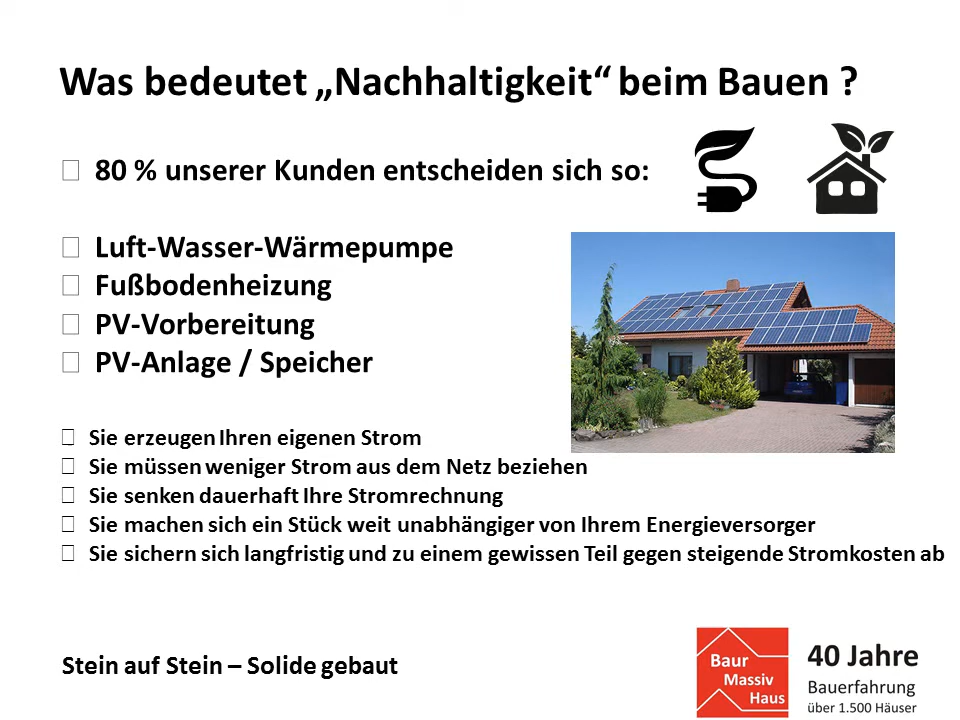 Was bedeutet „Nachhaltigkeit“ beim Bauen ?
80 % unserer Kunden entscheiden sich so:
Luft-Wasser-Wärmepumpe
Fußbodenheizung
PV-Vorbereitung
PV-Anlage / Speicher
Sie erzeugen Ihren eigenen Strom
Sie müssen weniger Strom aus dem Netz beziehen
Sie senken dauerhaft Ihre Stromrechnung
Sie machen sich ein Stück weit unabhängiger von Ihrem Energieversorger
Sie sichern sich langfristig und zu einem gewissen Teil gegen steigende Stromkosten ab
Stein auf Stein – Solide gebaut
Baur
Massiv
Haus
40 Jahre
Bauerfahrung
über 1.500 Häuser